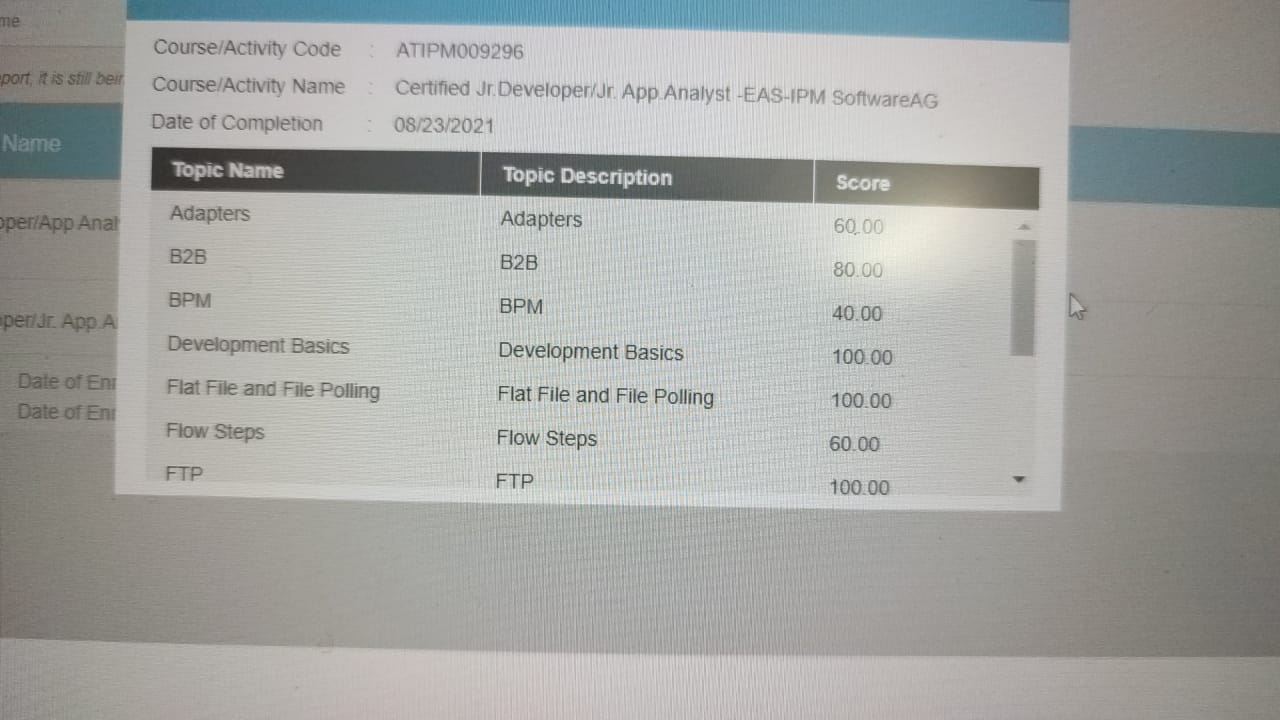 me
port, it is still bein
Name
oper/App Anal
oper/Jr. App.A
Date of Enr
Date of Enr
Course/Activity Code : ATIPM009296
Course/Activity Name : Certified Jr.Developer/Jr. App.Analyst -EAS-IPM SoftwareAG
Date of Completion : 08/23/2021
Topic Name Topic Description Score
Adapters Adapters 60.00
B2B B2B 80.00
BPM BPM 40.00
Development Basics Development Basics 100.00
Flat File and File Polling Flat File and File Polling 100.00
Flow Steps Flow Steps 60.00
FTP FTP 100.00